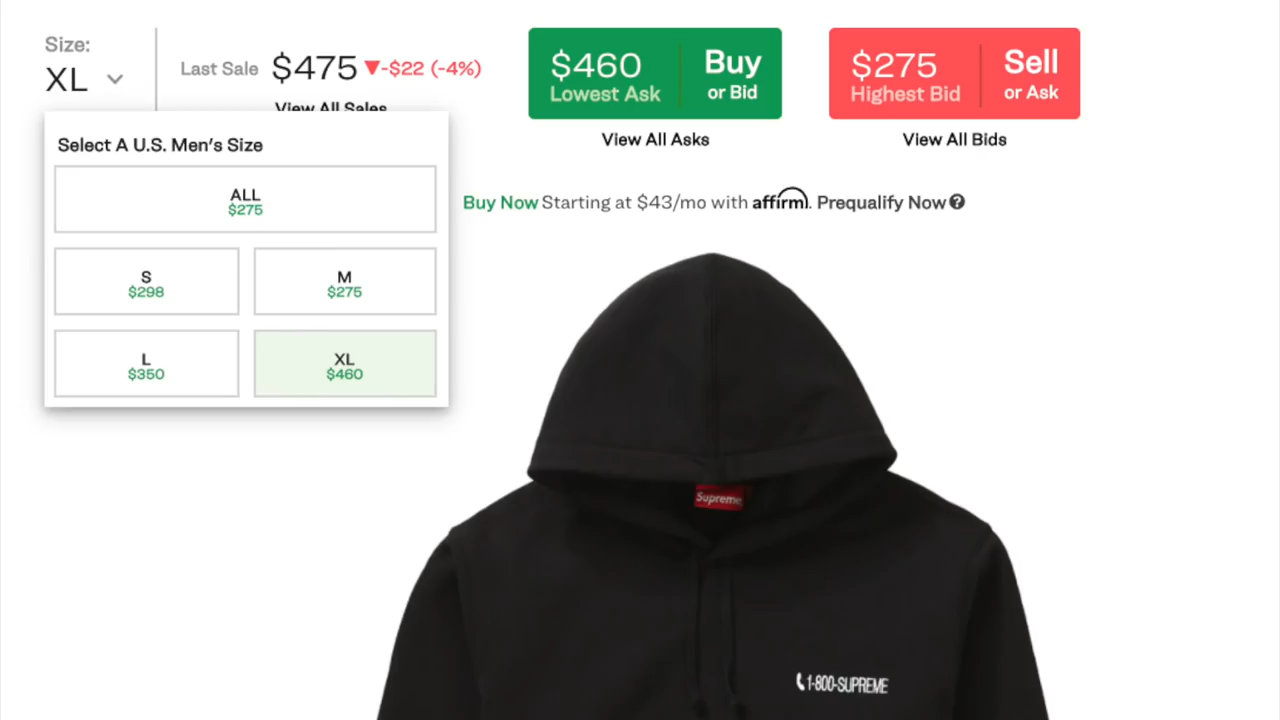 Size:
XL
Last Sale $475 ▼-$22 (-4%)
View All Sales
$460 Buy
Lowest Ask or Bid
View All Asks
$275 Sell
Highest Bid or Ask
View All Bids
Select A U.S. Men's Size
ALL
$275
S
$298
M
$275
L
$350
XL
$460
Buy Now Starting at $43/mo with affirm. Prequalify Now ?
Supreme
1-800-SUPREME